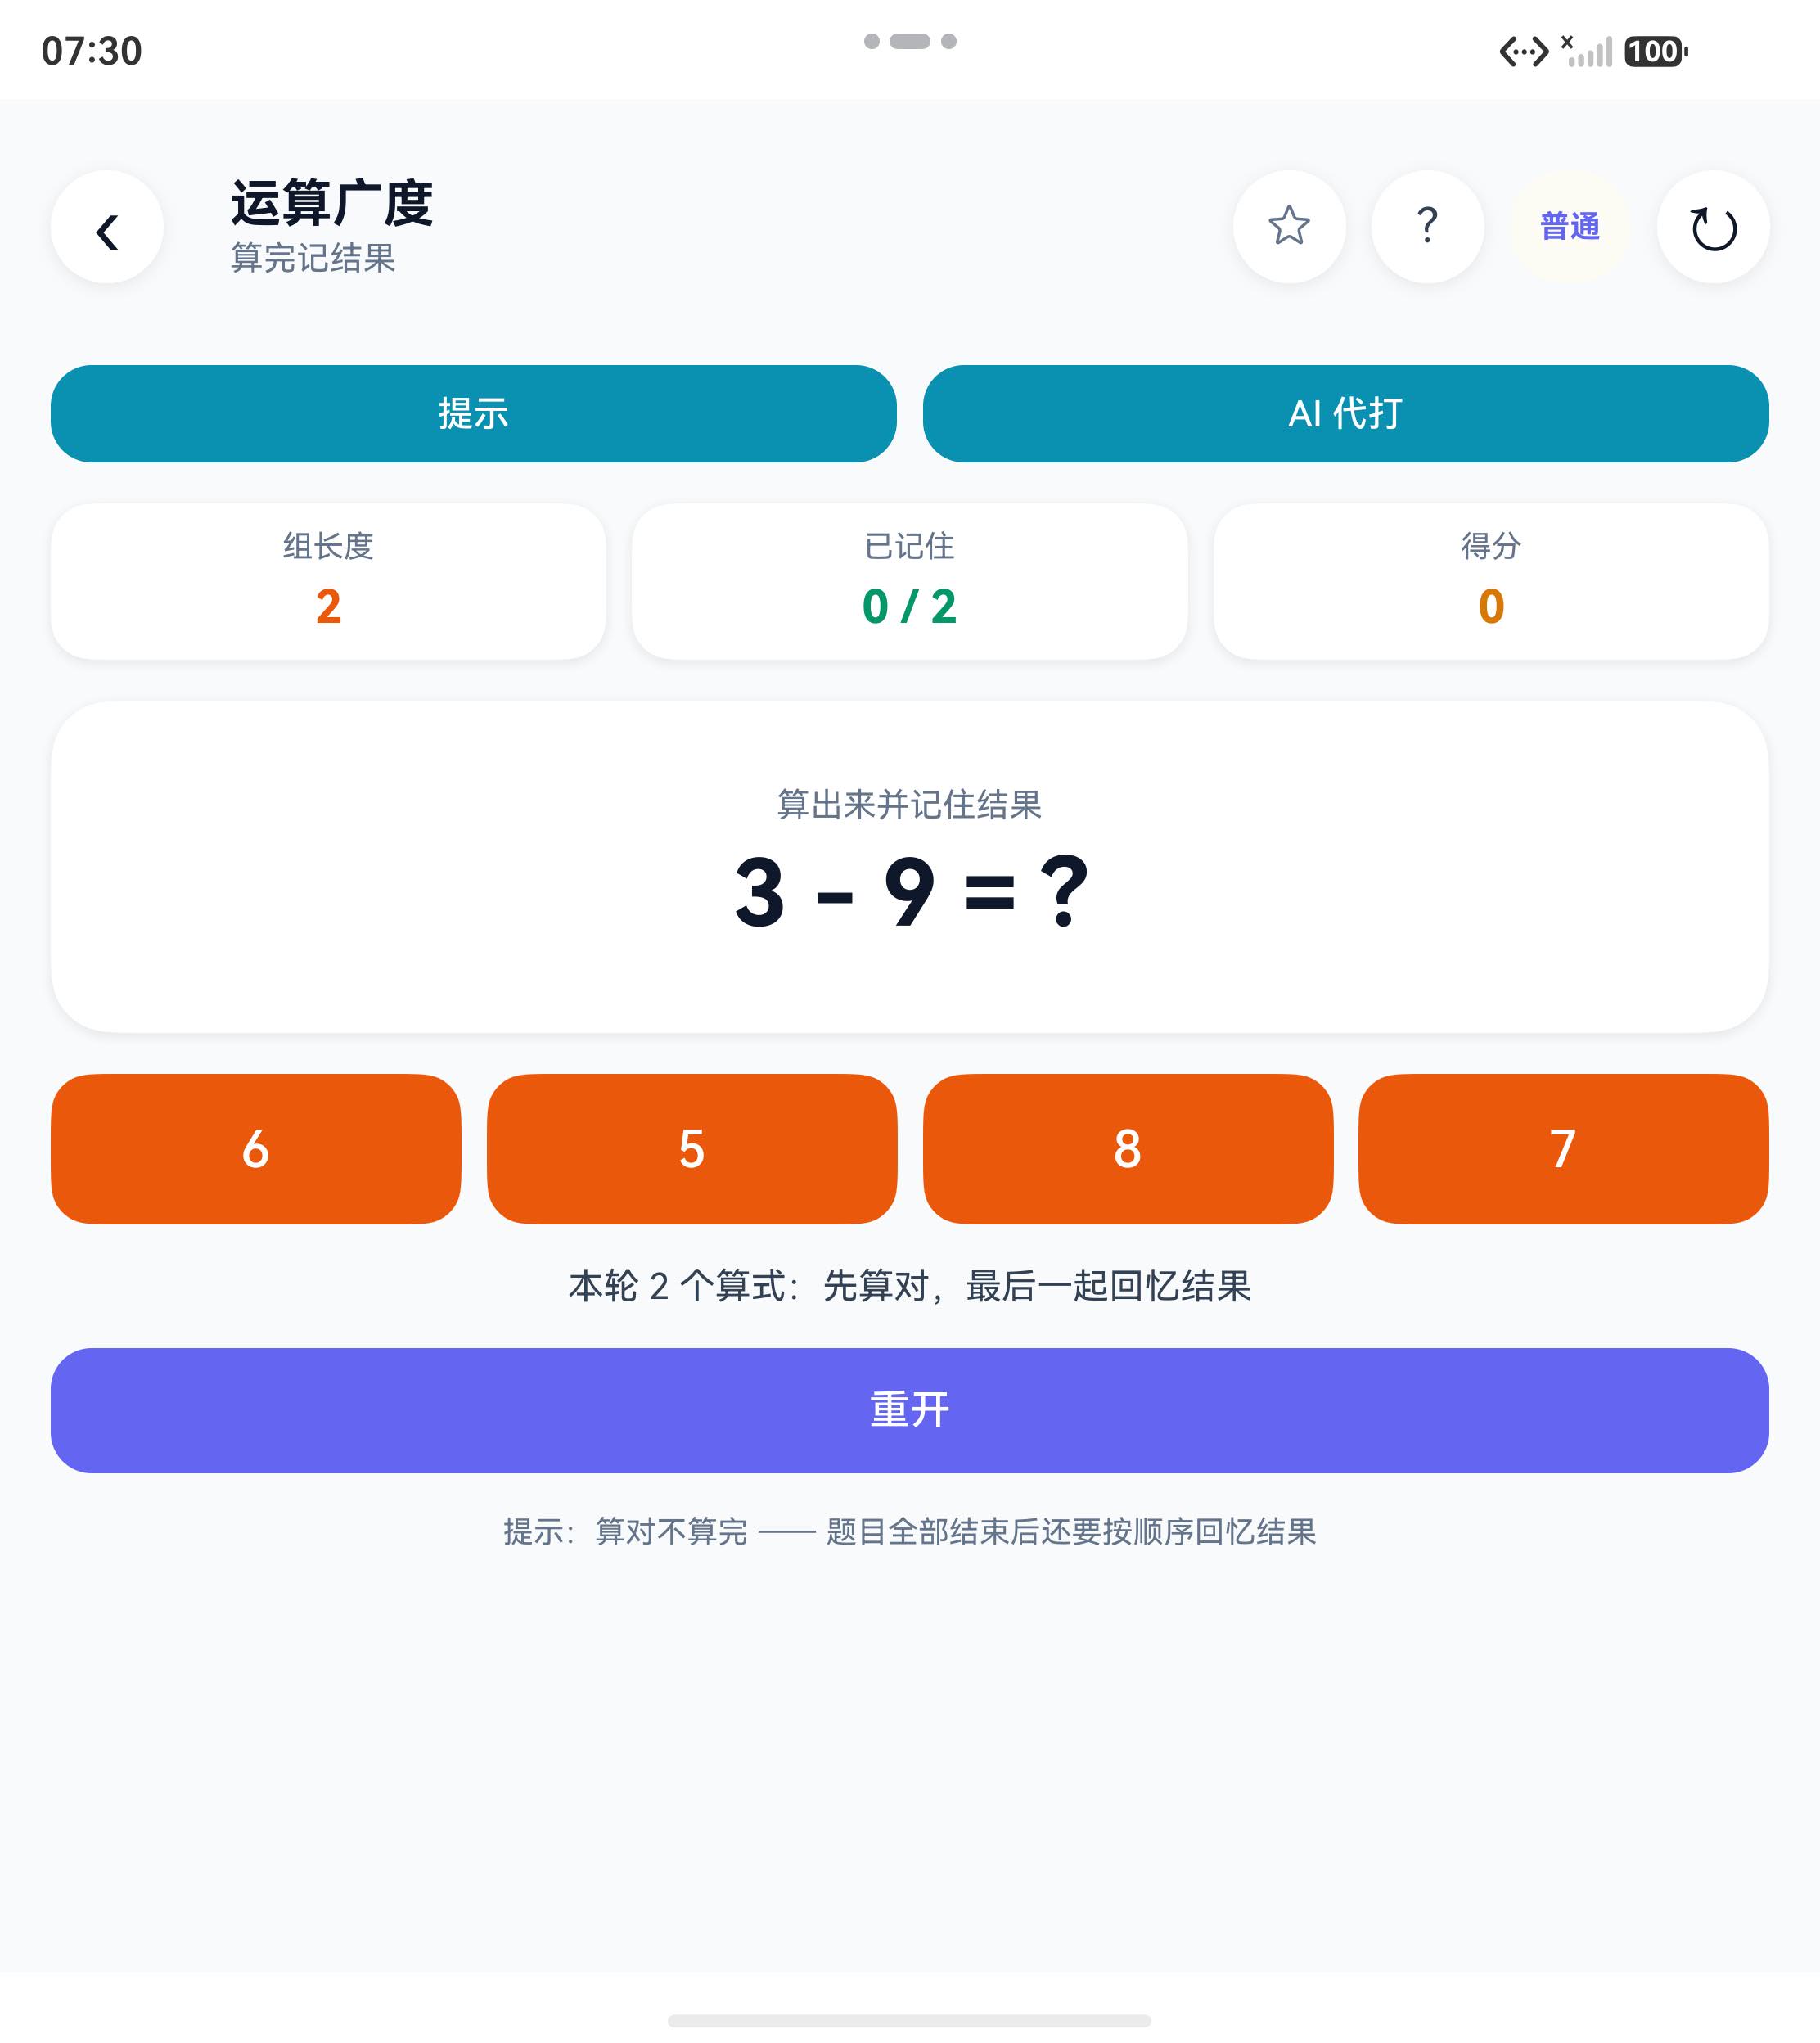 07:30
100
运算广度
算完记结果
?
普通
提示
AI 代打
组长度
2
已记住
0 / 2
得分
0
算出来并记住结果
3 - 9 = ?
6
5
8
7
本轮 2 个算式：先算对，最后一起回忆结果
重开
提示：算对不算完 —— 题目全部结束后还要按顺序回忆结果